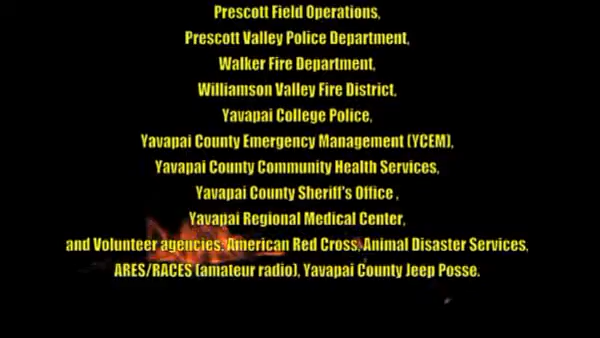 Prescott Field Operations,
Prescott Valley Police Department,
Walker Fire Department,
Williamson Valley Fire District,
Yavapai College Police,
Yavapai County Emergency Management (YCEM),
Yavapai County Community Health Services,
Yavapai County Sheriff's Office ,
Yavapai Regional Medical Center,
and Volunteer agencies: American Red Cross, Animal Disaster Services,
ARES/RACES (amateur radio), Yavapai County Jeep Posse.